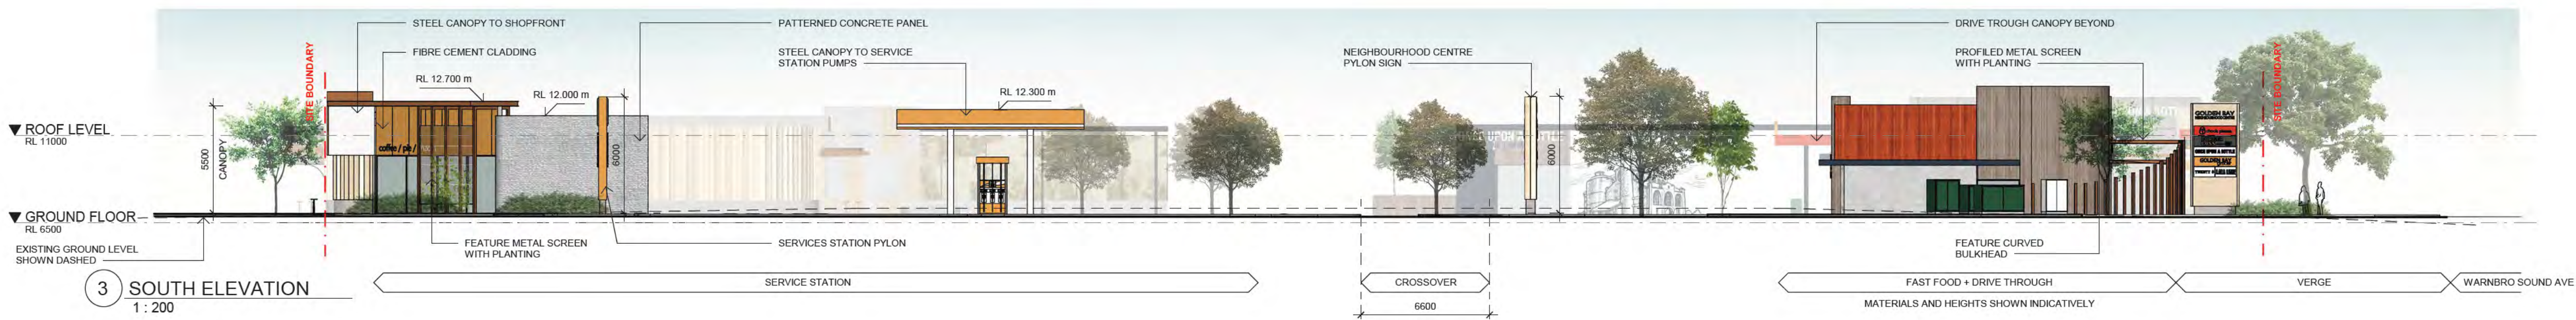 STEEL CANOPY TO SHOPFRONT
FIBRE CEMENT CLADDING
RL 12.700 m
RL 12.000 m
PATTERNED CONCRETE PANEL
STEEL CANOPY TO SERVICE
STATION PUMPS
RL 12.300 m
NEIGHBOURHOOD CENTRE
PYLON SIGN
DRIVE TROUGH CANOPY BEYOND
PROFILED METAL SCREEN
WITH PLANTING
SITE BOUNDARY
SITE BOUNDARY
ROOF LEVEL
RL 11000
5500
CANOPY
coffee / pie /
6000
6000
UPON A
GOLDEN BAY
GOLDEN BAY
GROUND FLOOR
RL 6500
EXISTING GROUND LEVEL
SHOWN DASHED
FEATURE METAL SCREEN
WITH PLANTING
SERVICES STATION PYLON
FEATURE CURVED
BULKHEAD
3 SOUTH ELEVATION
1 : 200
SERVICE STATION
CROSSOVER
6600
FAST FOOD + DRIVE THROUGH
MATERIALS AND HEIGHTS SHOWN INDICATIVELY
VERGE
WARNBRO SOUND AVE